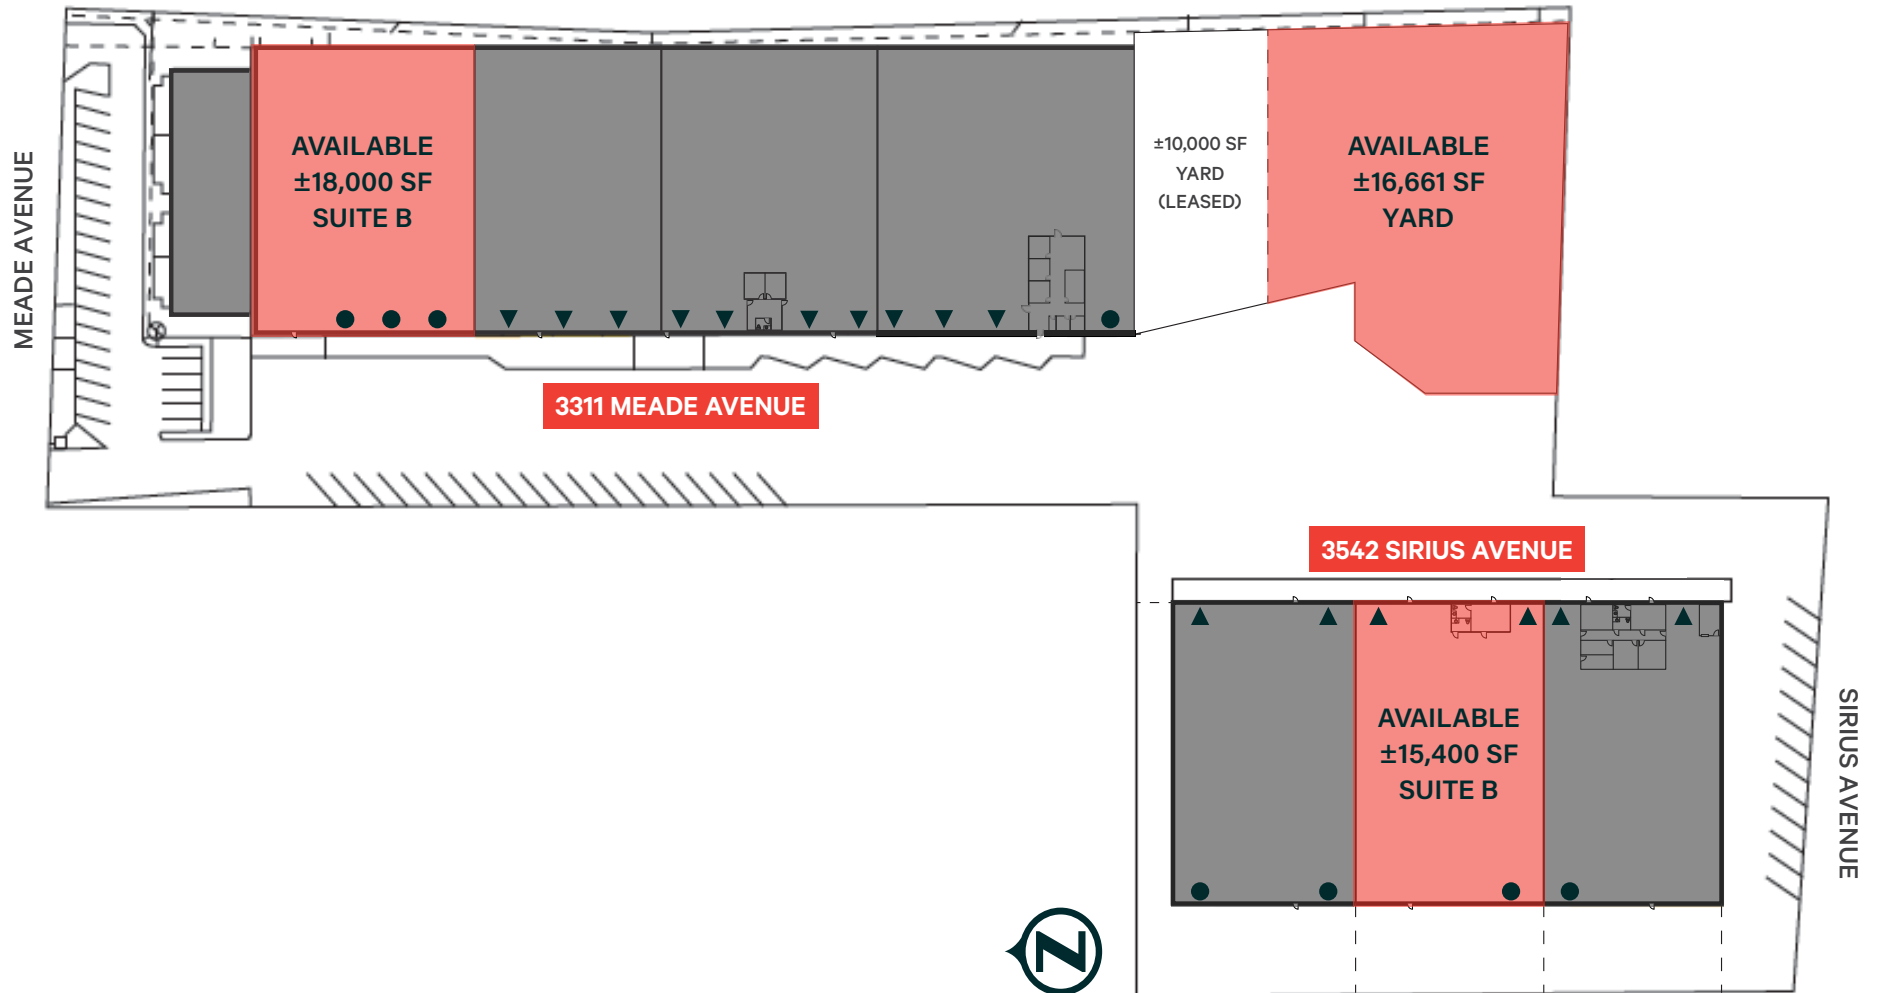 MEADE AVENUE
AVAILABLE
±18,000 SF
SUITE B
±10,000 SF
YARD
(LEASED)
AVAILABLE
±16,661 SF
YARD
3311 MEADE AVENUE
3542 SIRIUS AVENUE
AVAILABLE
±15,400 SF
SUITE B
SIRIUS AVENUE
N